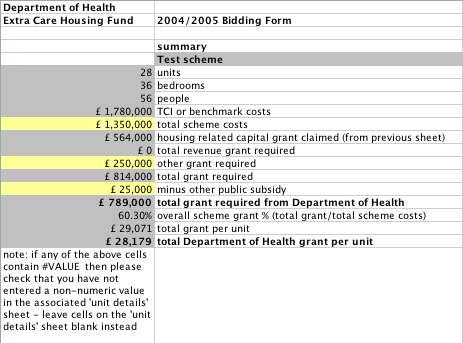 Department of Health
Extra Care Housing Fund 2004/2005 Bidding Form
summary
Test scheme
28 units
36 bedrooms
56 people
£ 1,780,000 TCI or benchmark costs
£ 1,350,000 total scheme costs
£ 564,000 housing related capital grant claimed (from previous sheet)
£ 0 total revenue grant required
£ 250,000 other grant required
£ 814,000 total grant required
£ 25,000 minus other public subsidy
£ 789,000 total grant required from Department of Health
60.30% overall scheme grant % (total grant/total scheme costs)
£ 29,071 total grant per unit
£ 28,179 total Department of Health grant per unit
note: if any of the above cells
contain #VALUE then please
check that you have not
entered a non-numeric value
in the associated 'unit details'
sheet - leave cells on the 'unit
details' sheet blank instead